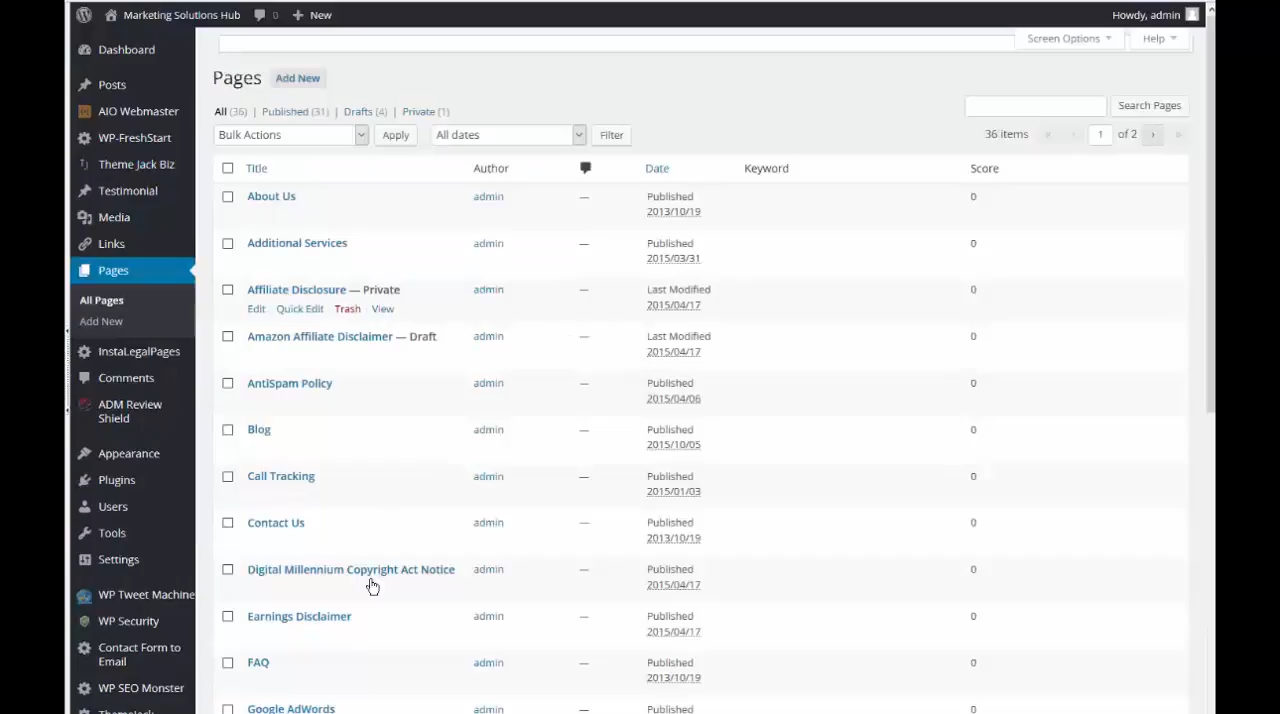 Marketing Solutions Hub 0 New Howdy, admin
Screen Options Help
Dashboard
Posts
AIO Webmaster
WP-FreshStart
Theme Jack Biz
Testimonial
Media
Links
Pages
All Pages
Add New
InstaLegalPages
Comments
ADM Review
Shield
Appearance
Plugins
Users
Tools
Settings
WP Tweet Machine
WP Security
Contact Form to
Email
WP SEO Monster
Pages Add New
All (36) | Published (31) | Drafts (4) | Private (1)
Search Pages
Bulk Actions Apply All dates Filter 36 items « ‹ 1 of 2 › »
Title Author Date Keyword Score
About Us admin — Published 0
2013/10/19
Additional Services admin — Published 0
2015/03/31
Affiliate Disclosure — Private admin — Last Modified 0
Edit Quick Edit Trash View 2015/04/17
Amazon Affiliate Disclaimer — Draft admin — Last Modified 0
2015/04/17
AntiSpam Policy admin — Published 0
2015/04/06
Blog admin — Published 0
2015/10/05
Call Tracking admin — Published 0
2015/01/03
Contact Us admin — Published 0
2013/10/19
Digital Millennium Copyright Act Notice admin — Published 0
2015/04/17
Earnings Disclaimer admin — Published 0
2015/04/17
FAQ admin — Published 0
2013/10/19
Google AdWords admin — Published 0